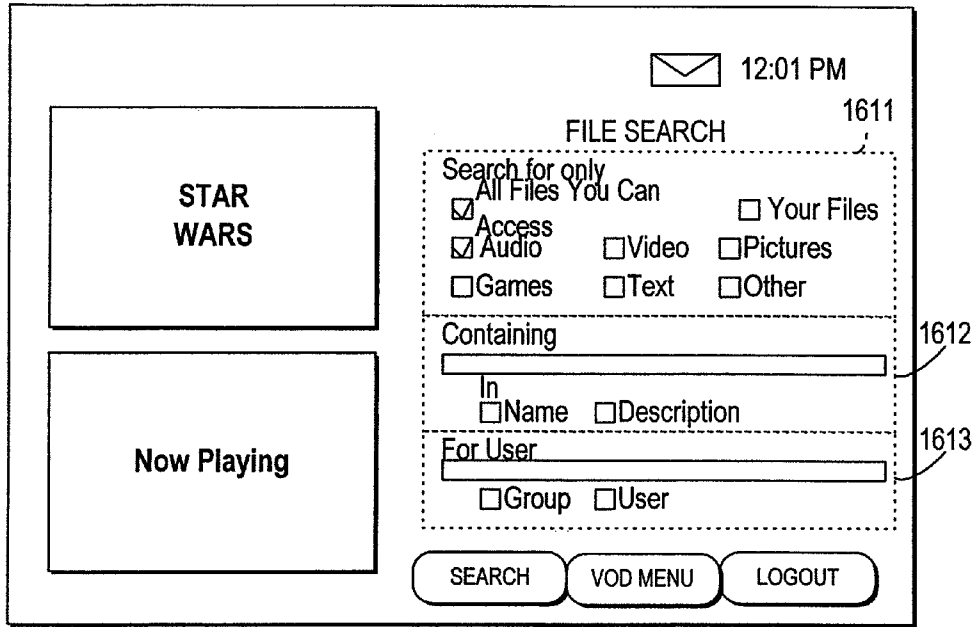 12:01 PM
1611
FILE SEARCH
STAR
WARS
Search for only
All Files You Can
Access
Your Files
Audio Video Pictures
Games Text Other
Containing
1612
In
Name Description
Now Playing
For User
1613
Group User
SEARCH VOD MENU LOGOUT